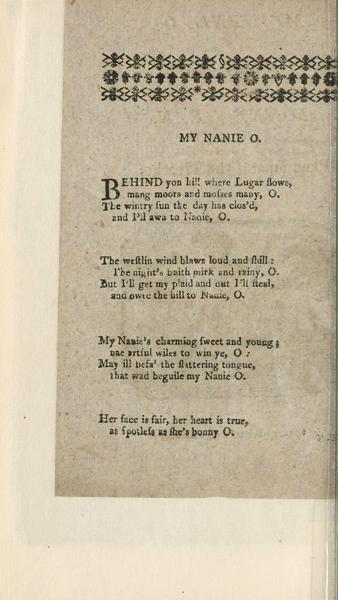 MY NANIE O.
BEHIND yon hill where Lugar flows,
mang moors and mosses many, O.
The wintry sun the day has clos'd,
and I'll awa to Nanie, O.
The westlin wind blaws loud and shill:
The night's baith mirk and rainy, O.
But I'll get my plaid and out I'll steal,
and owre the hill to Nanie, O.
My Nanie's charming sweet and young;
nae artful wiles to win ye, O:
May ill befa' the flattering tongue,
that wad beguile my Nanie O.
Her face is fair, her heart is true,
as spotless as she's bonny O.